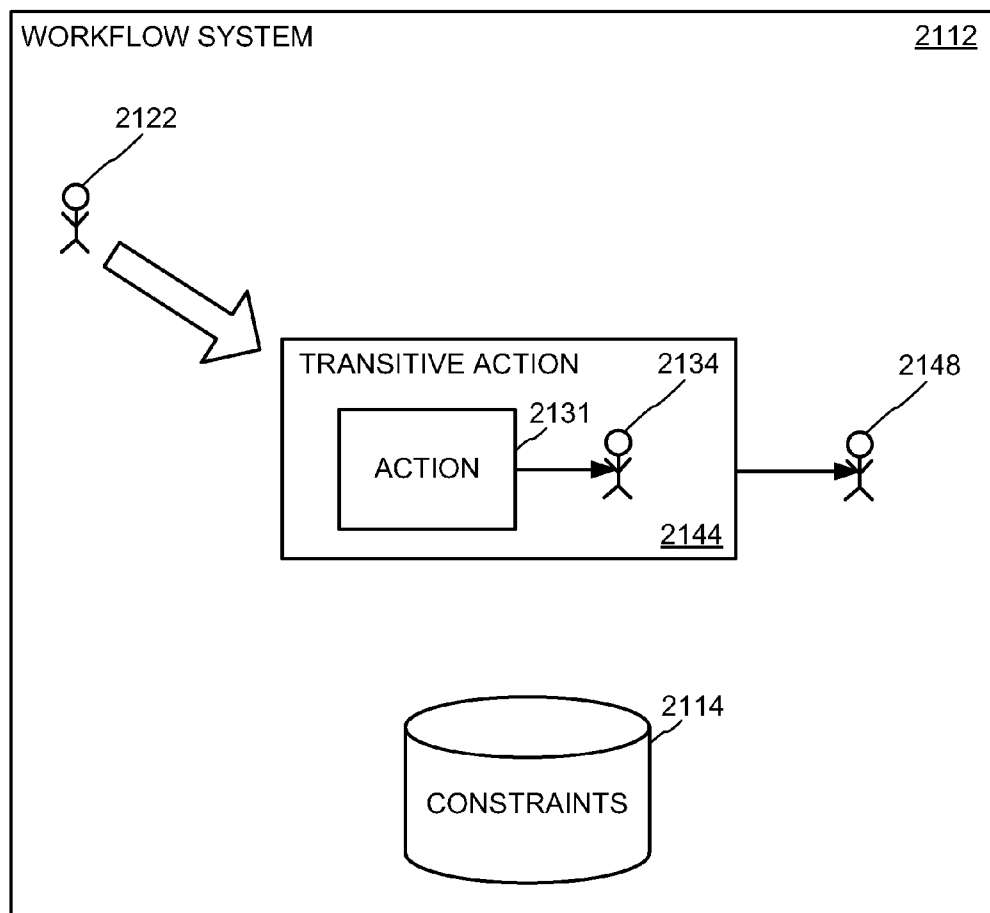 WORKFLOW SYSTEM 2112
2122
TRANSITIVE ACTION
2134
2148
2131
ACTION
2144
2114
CONSTRAINTS